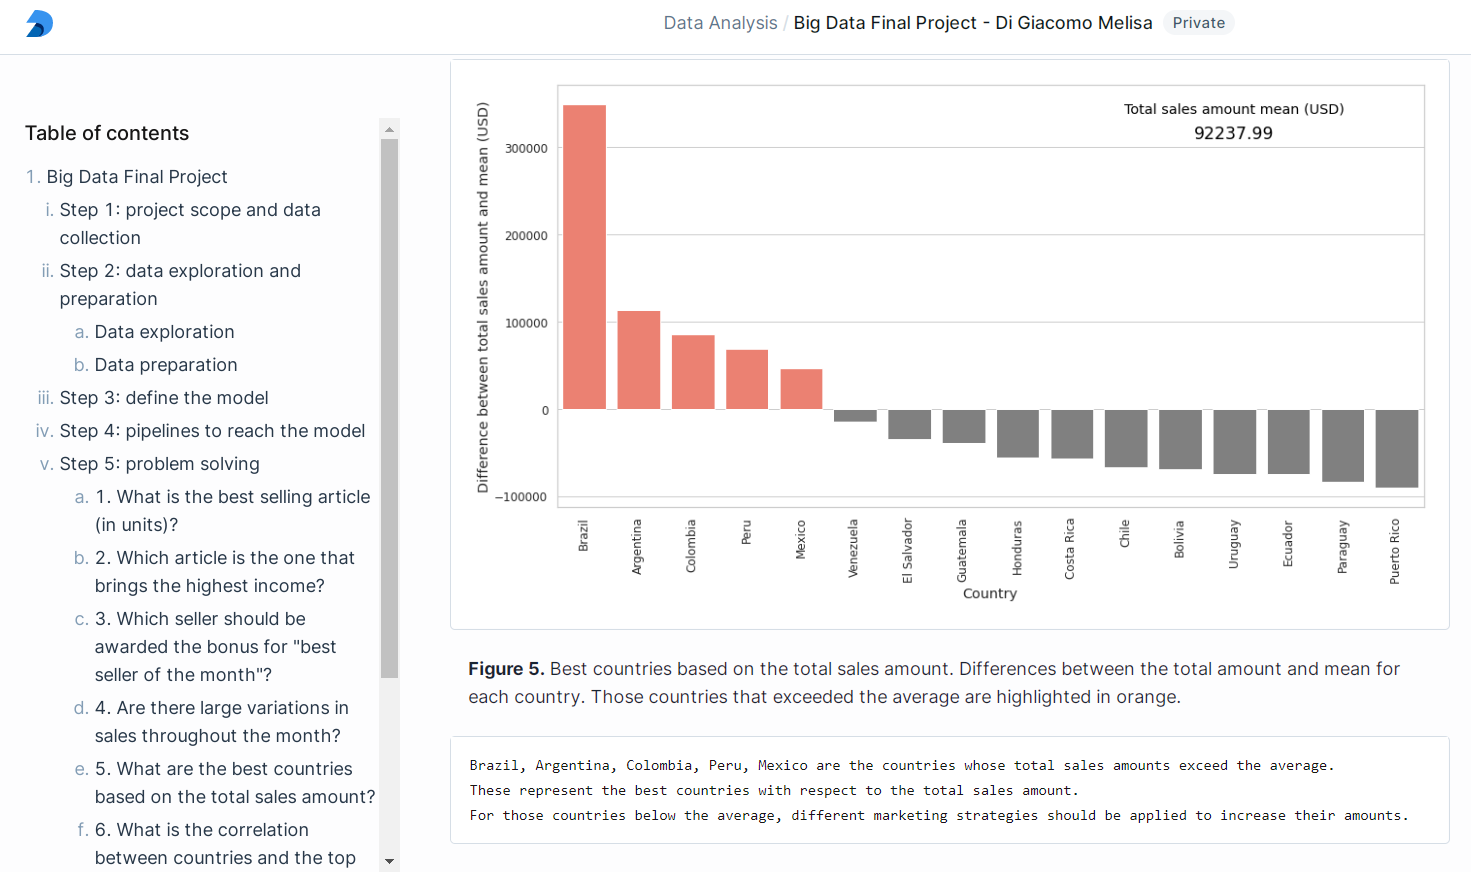 Data Analysis / Big Data Final Project - Di Giacomo Melisa Private
Table of contents
1. Big Data Final Project
i. Step 1: project scope and data
collection
ii. Step 2: data exploration and
preparation
a. Data exploration
b. Data preparation
iii. Step 3: define the model
iv. Step 4: pipelines to reach the model
v. Step 5: problem solving
a. 1. What is the best selling article
(in units)?
b. 2. Which article is the one that
brings the highest income?
c. 3. Which seller should be
awarded the bonus for "best
seller of the month"?
d. 4. Are there large variations in
sales throughout the month?
e. 5. What are the best countries
based on the total sales amount?
f. 6. What is the correlation
between countries and the top
Difference between total sales amount and mean (USD)
300000
200000
100000
0
−100000
Total sales amount mean (USD)
92237.99
Brazil
Argentina
Colombia
Peru
Mexico
Venezuela
El Salvador
Guatemala
Honduras
Costa Rica
Chile
Bolivia
Uruguay
Ecuador
Paraguay
Puerto Rico
Country
Figure 5. Best countries based on the total sales amount. Differences between the total amount and mean for
each country. Those countries that exceeded the average are highlighted in orange.
Brazil, Argentina, Colombia, Peru, Mexico are the countries whose total sales amounts exceed the average.
These represent the best countries with respect to the total sales amount.
For those countries below the average, different marketing strategies should be applied to increase their amounts.